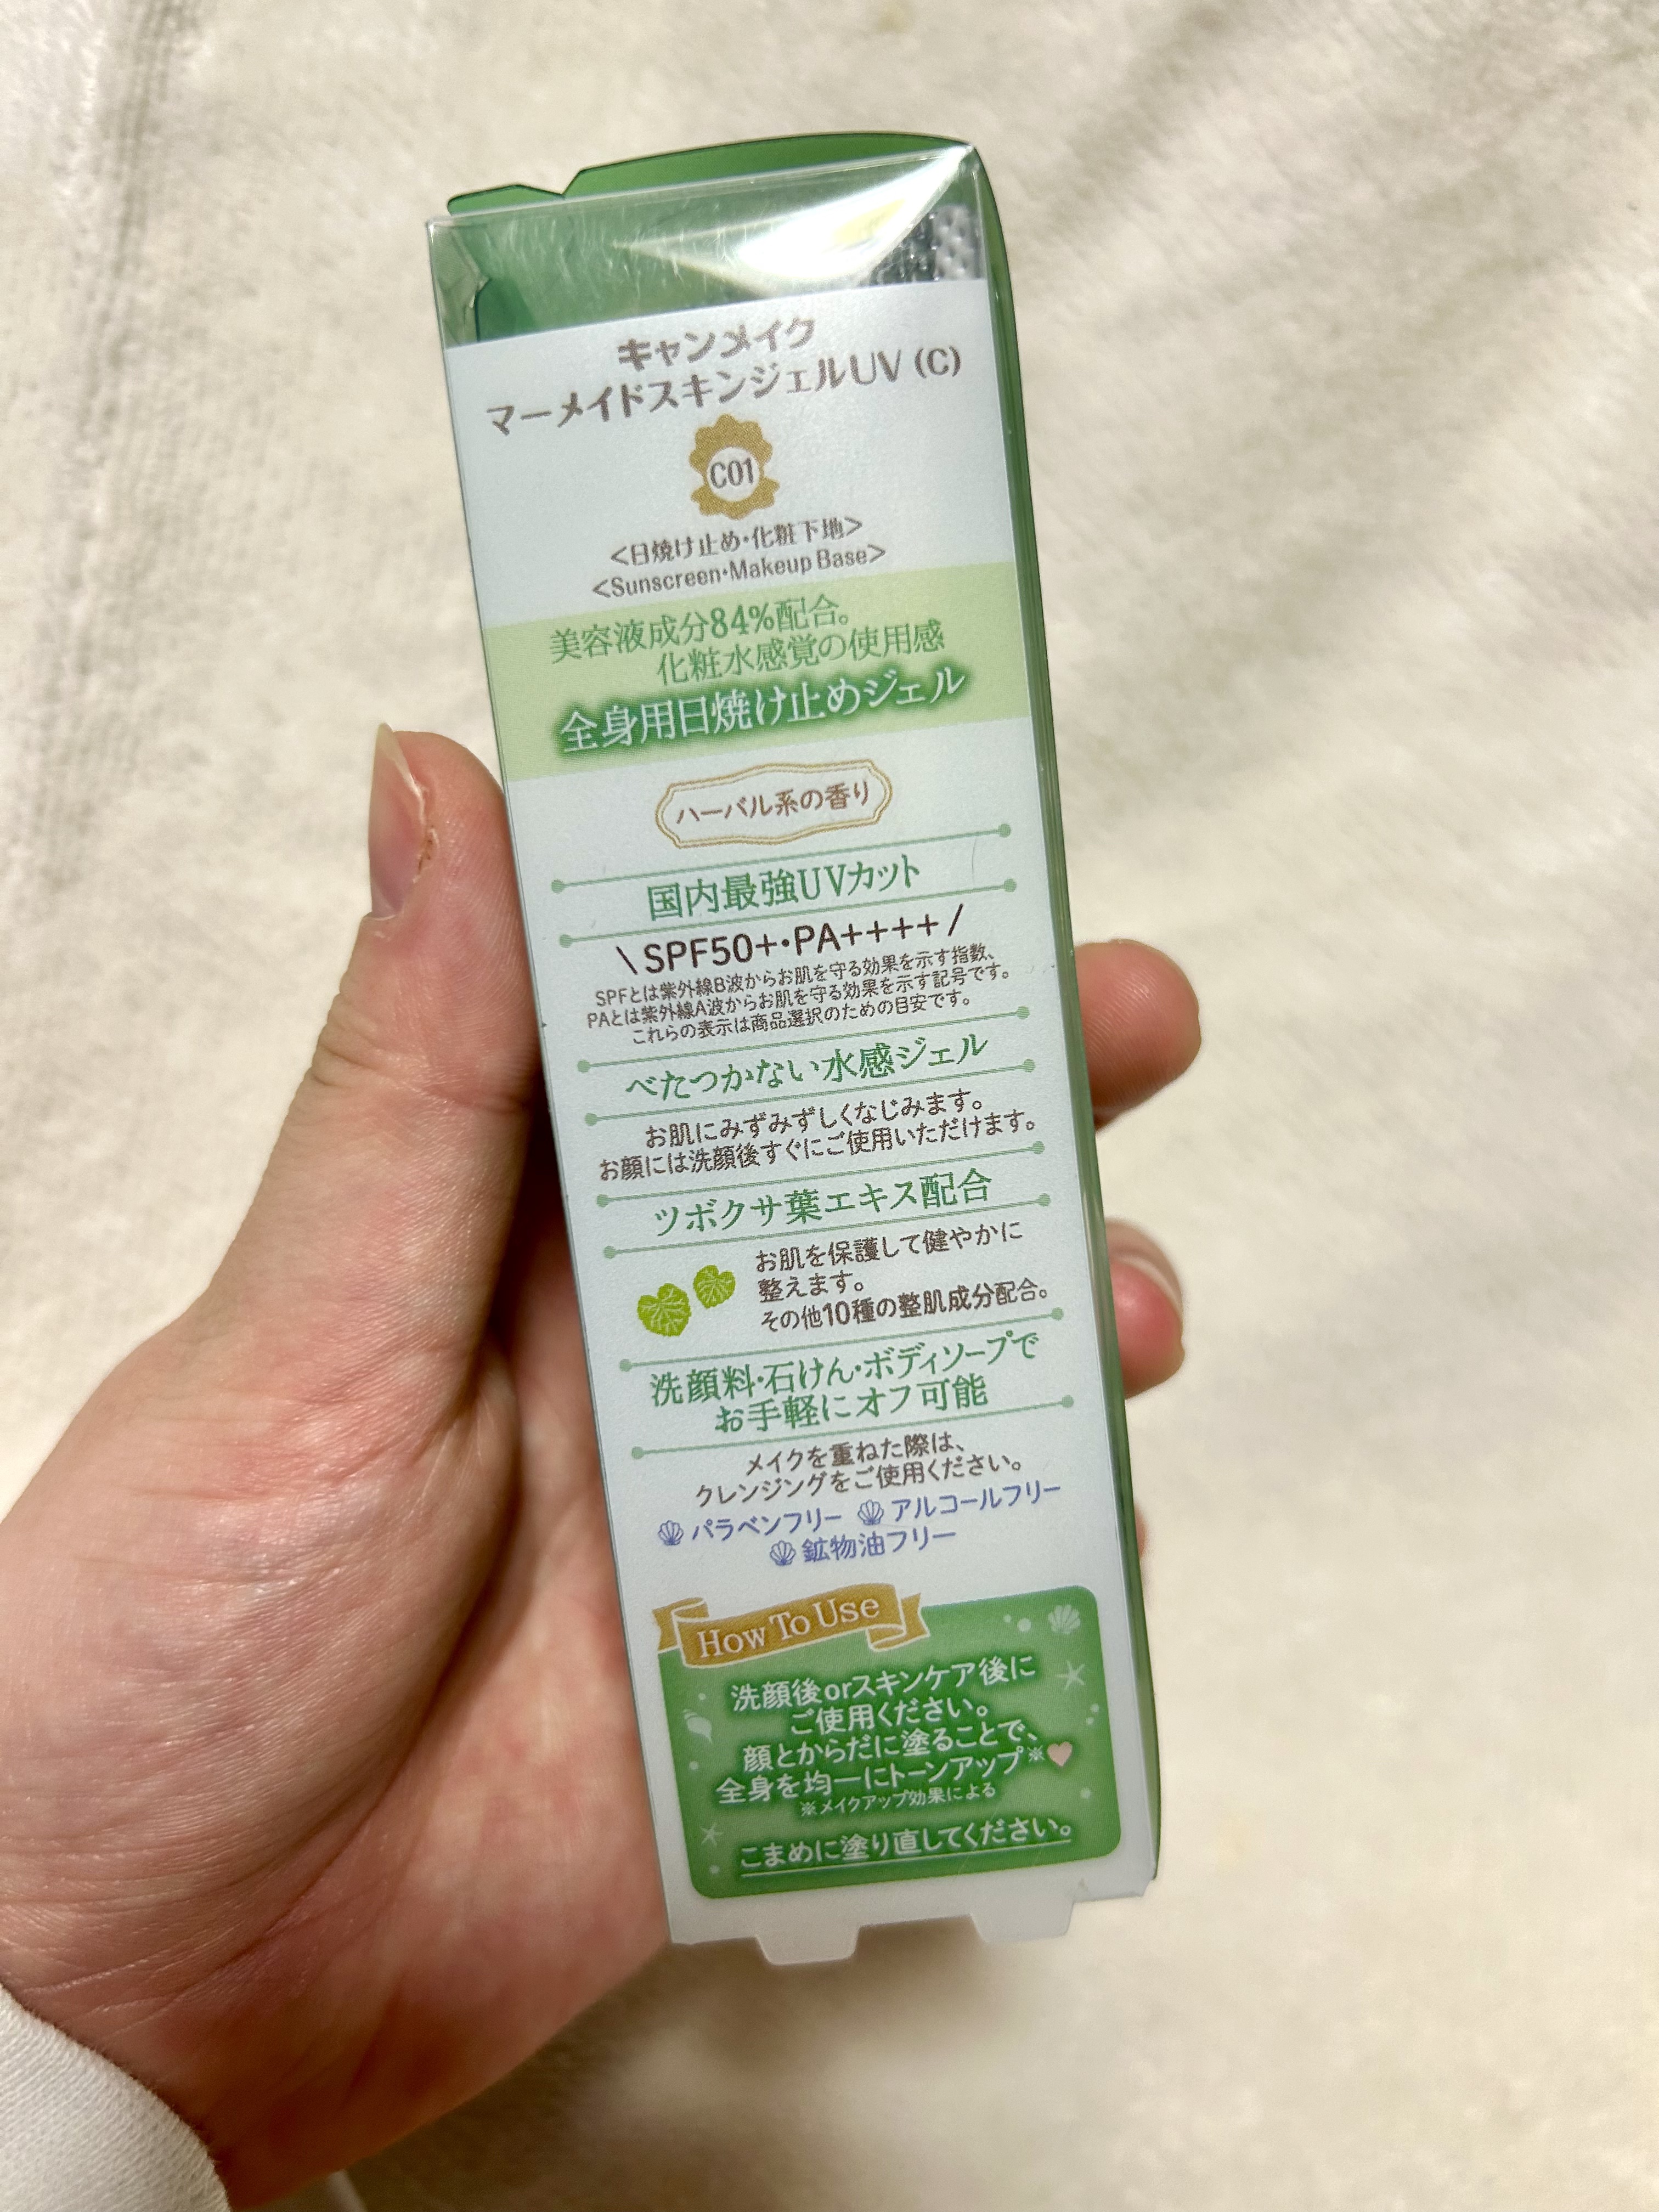 キャンメイク
マーメイドスキンジェルUV (C)
C01
<日焼け止め・化粧下地>
<Sunscreen・Makeup Base>
美容液成分84%配合。
化粧水感覚の使用感
全身用日焼け止めジェル
ハーバル系の香り
国内最強UVカット
\ SPF50+・PA++++ /
SPFとは紫外線B波からお肌を守る効果を示す指数、
PAとは紫外線A波からお肌を守る効果を示す記号です。
これらの表示は商品選択のための目安です。
べたつかない水感ジェル
お肌にみずみずしくなじみます。
お顔には洗顔後すぐにご使用いただけます。
ツボクサ葉エキス配合
お肌を保護して健やかに
整えます。
その他10種の整肌成分配合。
洗顔料・石けん・ボディソープで
お手軽にオフ可能
メイクを重ねた際は、
クレンジングをご使用ください。
パラベンフリー アルコールフリー
鉱物油フリー
How To Use
洗顔後orスキンケア後に
ご使用ください。
顔とからだに塗ることで、
全身を均一にトーンアップ※
※メイクアップ効果による
こまめに塗り直してください。